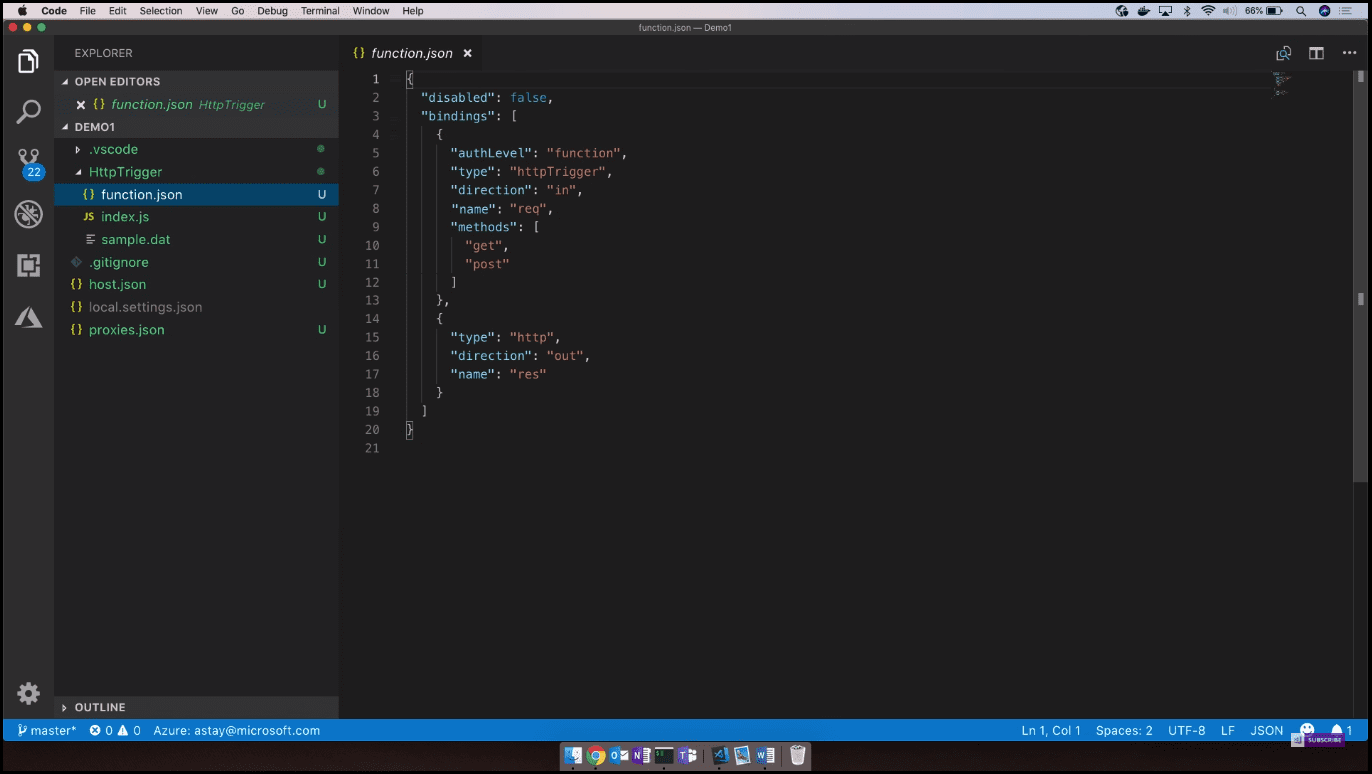 Code File Edit Selection View Go Debug Terminal Window Help 66%
function.json — Demo1
EXPLORER
OPEN EDITORS
{} function.json HttpTrigger U
DEMO1
.vscode
HttpTrigger
{} function.json U
JS index.js U
sample.dat U
.gitignore U
{} host.json U
{} local.settings.json
{} proxies.json U
22
OUTLINE
{} function.json
1 {
2 "disabled": false,
3 "bindings": [
4 {
5 "authLevel": "function",
6 "type": "httpTrigger",
7 "direction": "in",
8 "name": "req",
9 "methods": [
10 "get",
11 "post"
12 ]
13 },
14 {
15 "type": "http",
16 "direction": "out",
17 "name": "res"
18 }
19 ]
20 }
21
master* 0 0 Azure: astay@microsoft.com Ln 1, Col 1 Spaces: 2 UTF-8 LF JSON 1
SUBSCRIBE